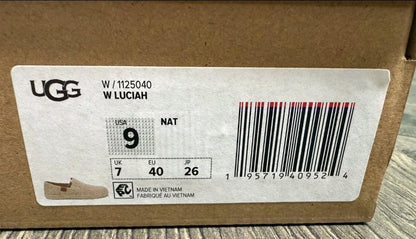 UGG
W / 1125040
W LUCIAH
USA
9
NAT
UK EU JP
7 40 26
MADE IN VIETNAM
FABRIQUÉ AU VIETNAM
1 95719 40952 4